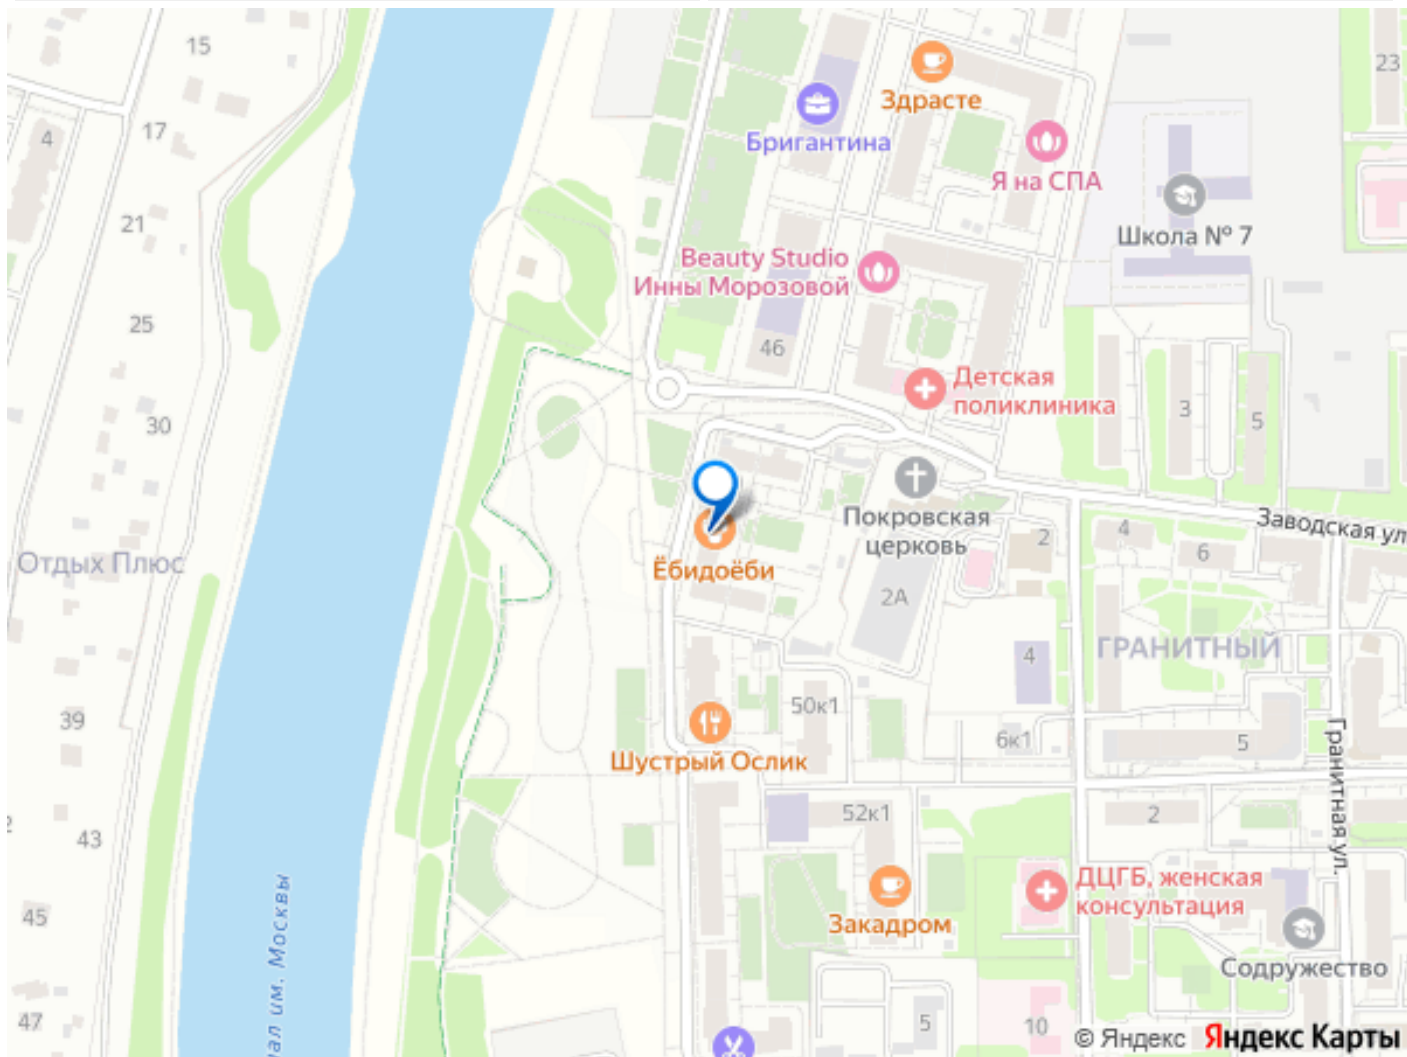 15
Здрасте
23
4
17
Бригантина
Я на СПА
21
Школа № 7
Beauty Studio
Инны Морозовой
25
46
Детская
поликлиника
3
5
30
Покровская
церковь
Заводская ул
4
2
6
Отдых Плюс
Ёбидоёби
2А
ГРАНИТНЫЙ
4
39
50к1
6к1
5
Гранитная ул.
Шустрый Ослик
43
52к1
2
ДЦГБ, женская
консультация
45
Закадром
Содружество
ал им. Москвы
47
5
10
© Яндекс Яндекс Карты